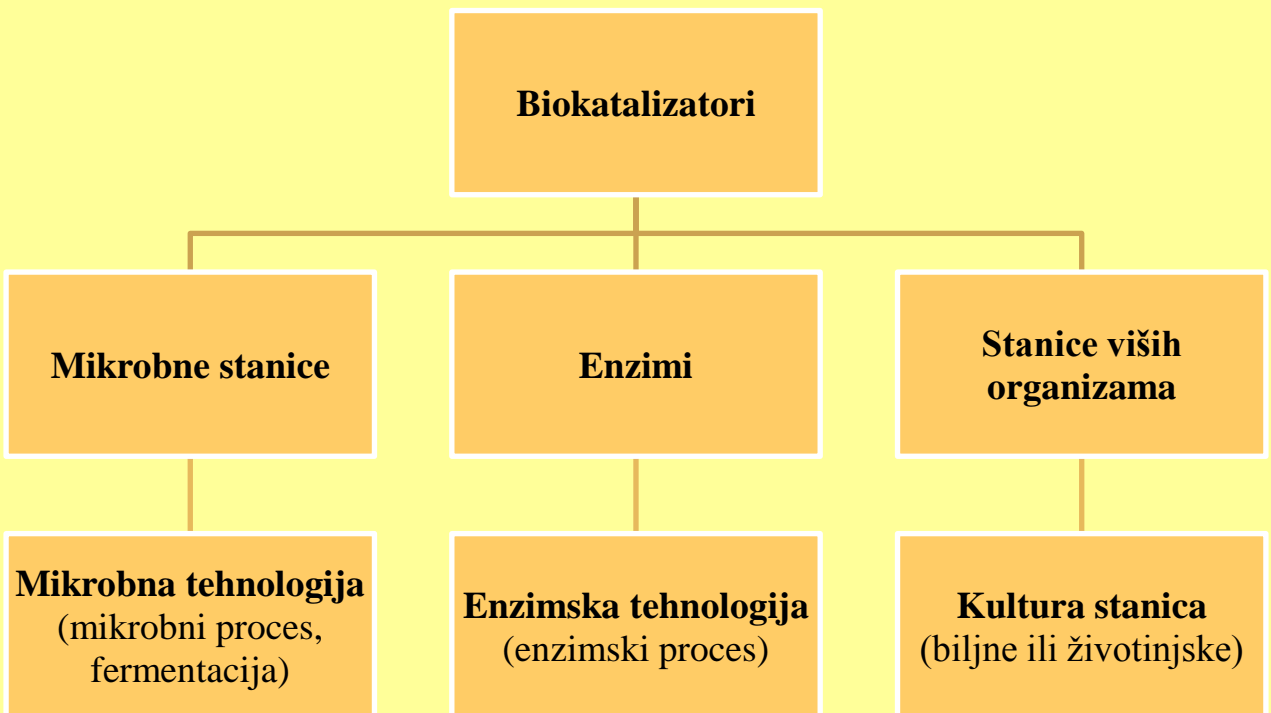 Biokatalizatori
Mikrobne stanice
Enzimi
Stanice viših
organizama
Mikrobna tehnologija
(mikrobni proces,
fermentacija)
Enzimska tehnologija
(enzimski proces)
Kultura stanica
(biljne ili životinjske)